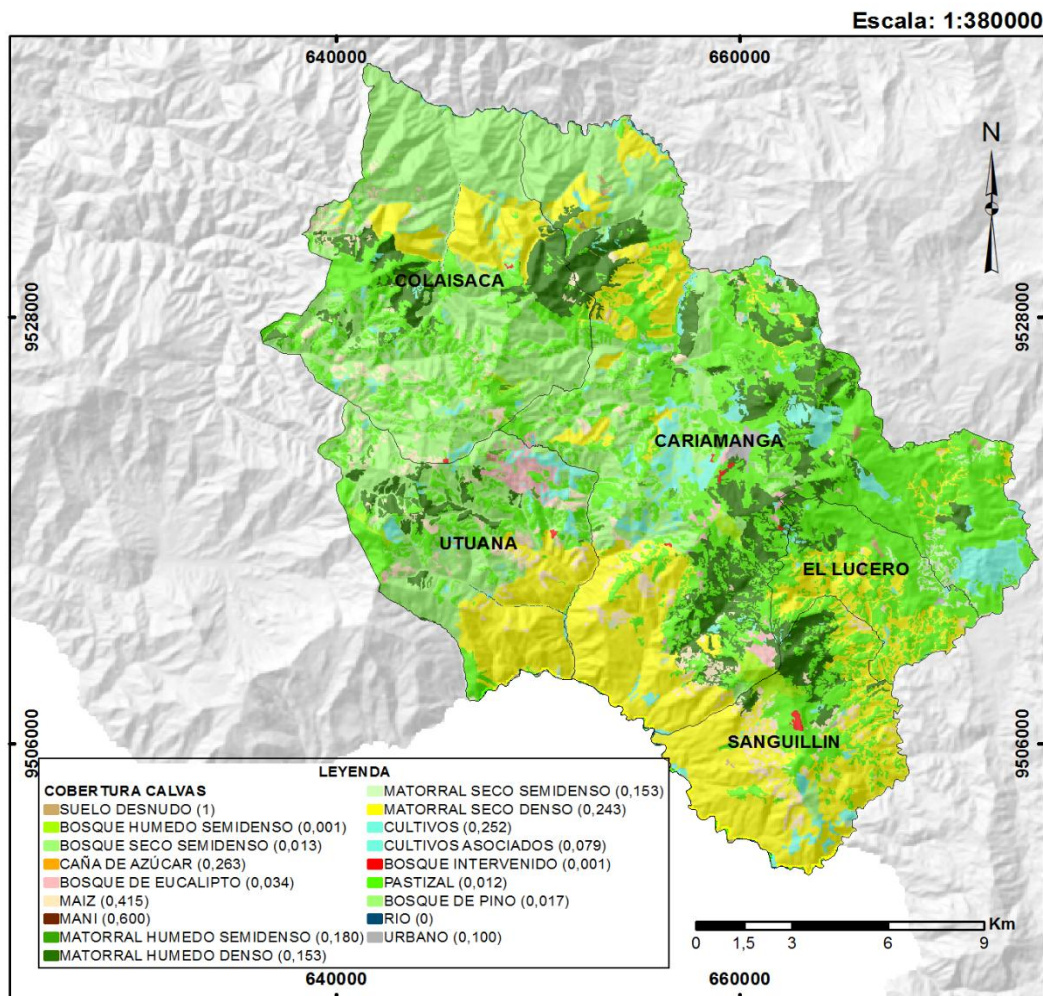 Escala: 1:380000
640000
660000
N
9528000
9528000
COLAISACA
CARIAMANGA
UTUANA
EL LUCERO
SANGUILLIN
9506000
9506000
LEYENDA
COBERTURA CALVAS
SUELO DESNUDO (1)
BOSQUE HUMEDO SEMIDENSO (0,001)
BOSQUE SECO SEMIDENSO (0,013)
CAÑA DE AZÚCAR (0,263)
BOSQUE DE EUCALIPTO (0,034)
MAIZ (0,415)
MANI (0,600)
MATORRAL HUMEDO SEMIDENSO (0,180)
MATORRAL HUMEDO DENSO (0,153)
MATORRAL SECO SEMIDENSO (0,153)
MATORRAL SECO DENSO (0,243)
CULTIVOS (0,252)
CULTIVOS ASOCIADOS (0,079)
BOSQUE INTERVENIDO (0,001)
PASTIZAL (0,012)
BOSQUE DE PINO (0,017)
RIO (0)
URBANO (0,100)
Km
0 1,5 3 6 9
640000
660000